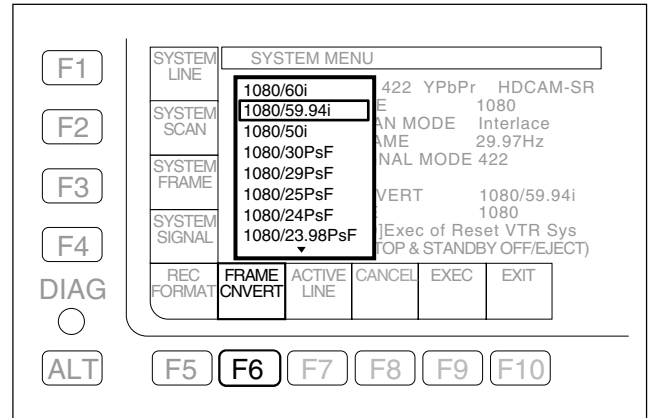 F1
F2
F3
F4
DIAG
ALT
SYSTEM LINE
SYSTEM SCAN
SYSTEM FRAME
SYSTEM SIGNAL
SYSTEM MENU
422 YPbPr HDCAM-SR
E 1080
AN MODE Interlace
AME 29.97Hz
NAL MODE 422
VERT 1080/59.94i
1080
]Exec of Reset VTR Sys
TOP & STANDBY OFF/EJECT)
1080/60i
1080/59.94i
1080/50i
1080/30PsF
1080/29PsF
1080/25PsF
1080/24PsF
1080/23.98PsF
REC FORMAT
FRAME CNVERT
ACTIVE LINE
CANCEL
EXEC
EXIT
F5
F6
F7
F8
F9
F10